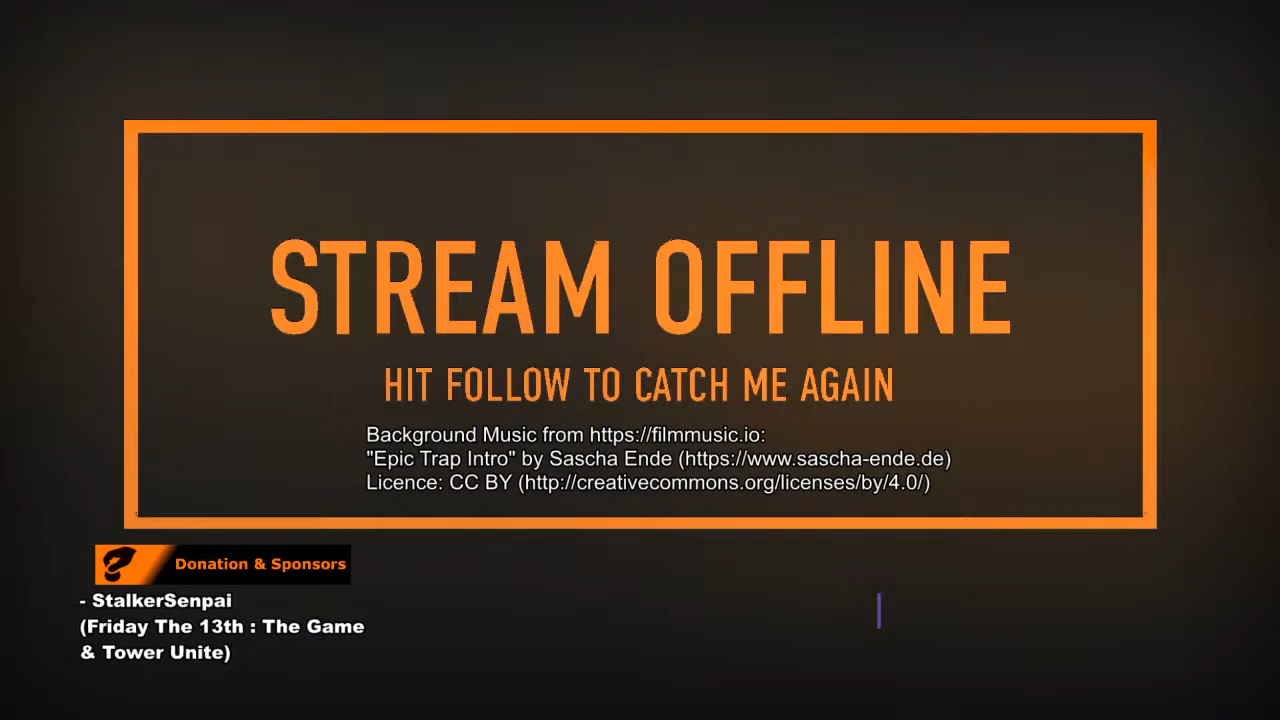 STREAM OFFLINE
HIT FOLLOW TO CATCH ME AGAIN
Background Music from https://filmmusic.io:
"Epic Trap Intro" by Sascha Ende (https://www.sascha-ende.de)
Licence: CC BY (http://creativecommons.org/licenses/by/4.0/)
Donation & Sponsors
- StalkerSenpai
(Friday The 13th : The Game
& Tower Unite)